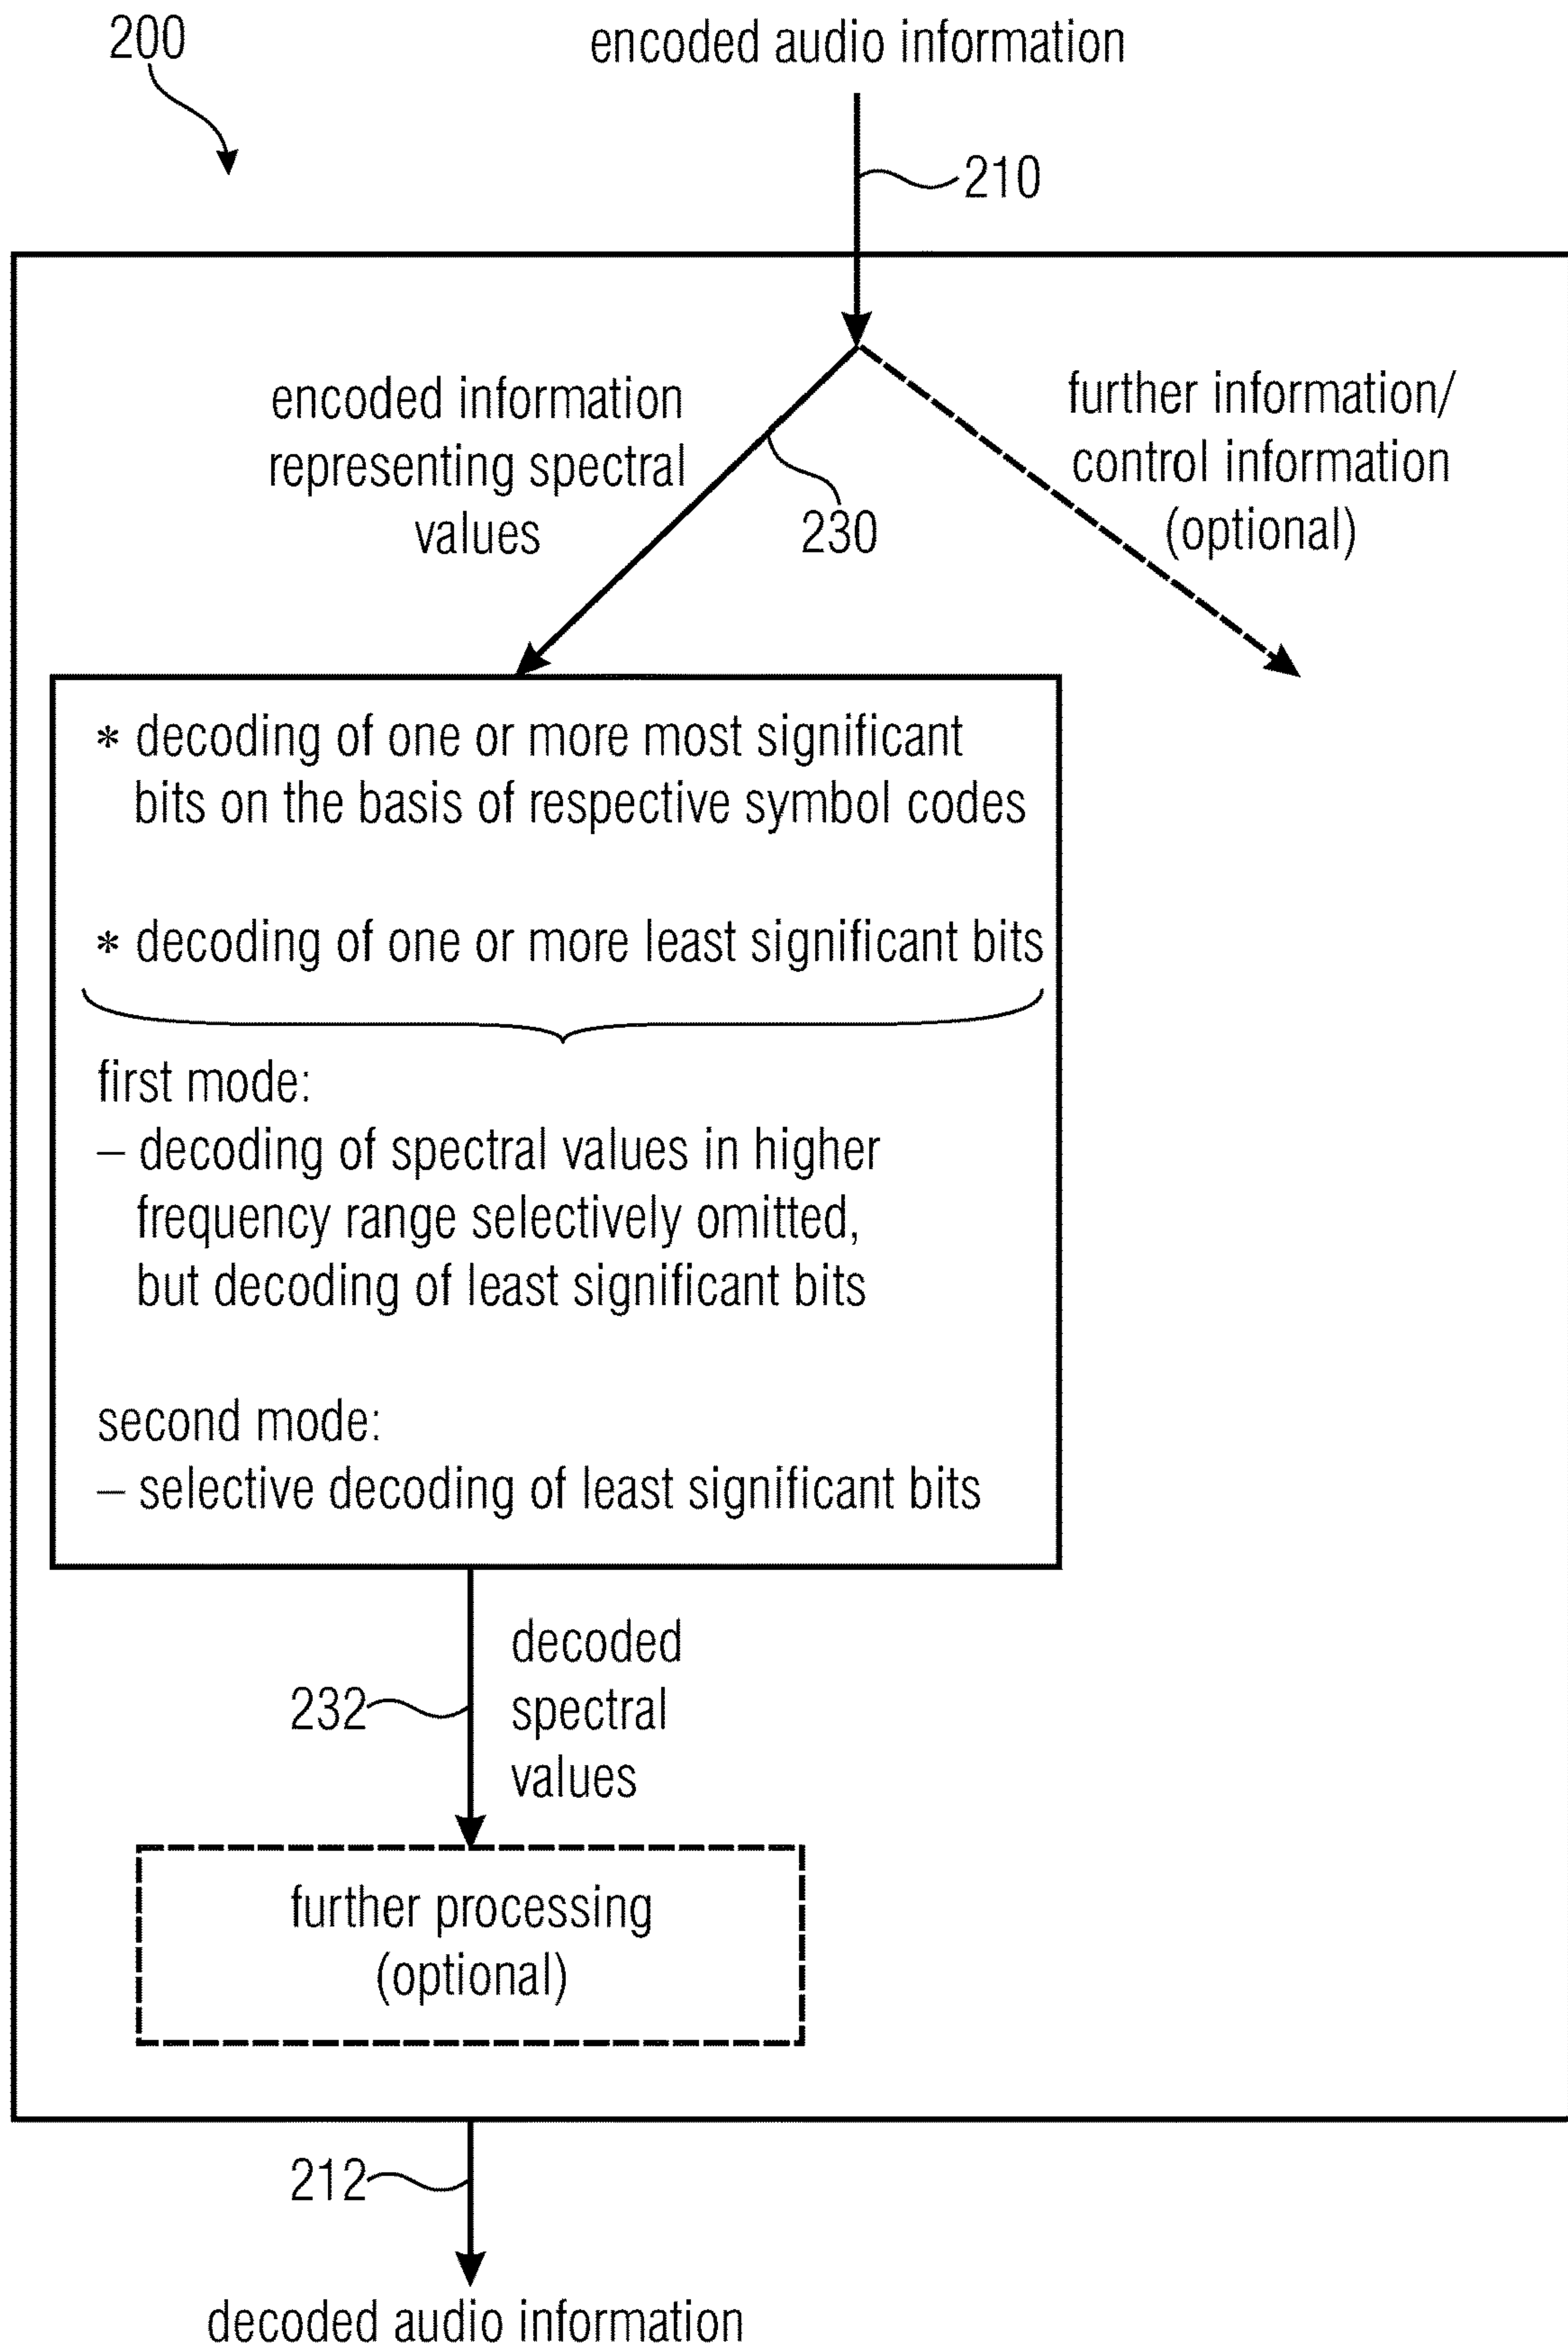 200
encoded audio information
210
encoded information
representing spectral
values
230
further information/
control information
(optional)
* decoding of one or more most significant
bits on the basis of respective symbol codes
* decoding of one or more least significant bits
first mode:
– decoding of spectral values in higher
frequency range selectively omitted,
but decoding of least significant bits
second mode:
– selective decoding of least significant bits
232
decoded
spectral
values
further processing
(optional)
212
decoded audio information